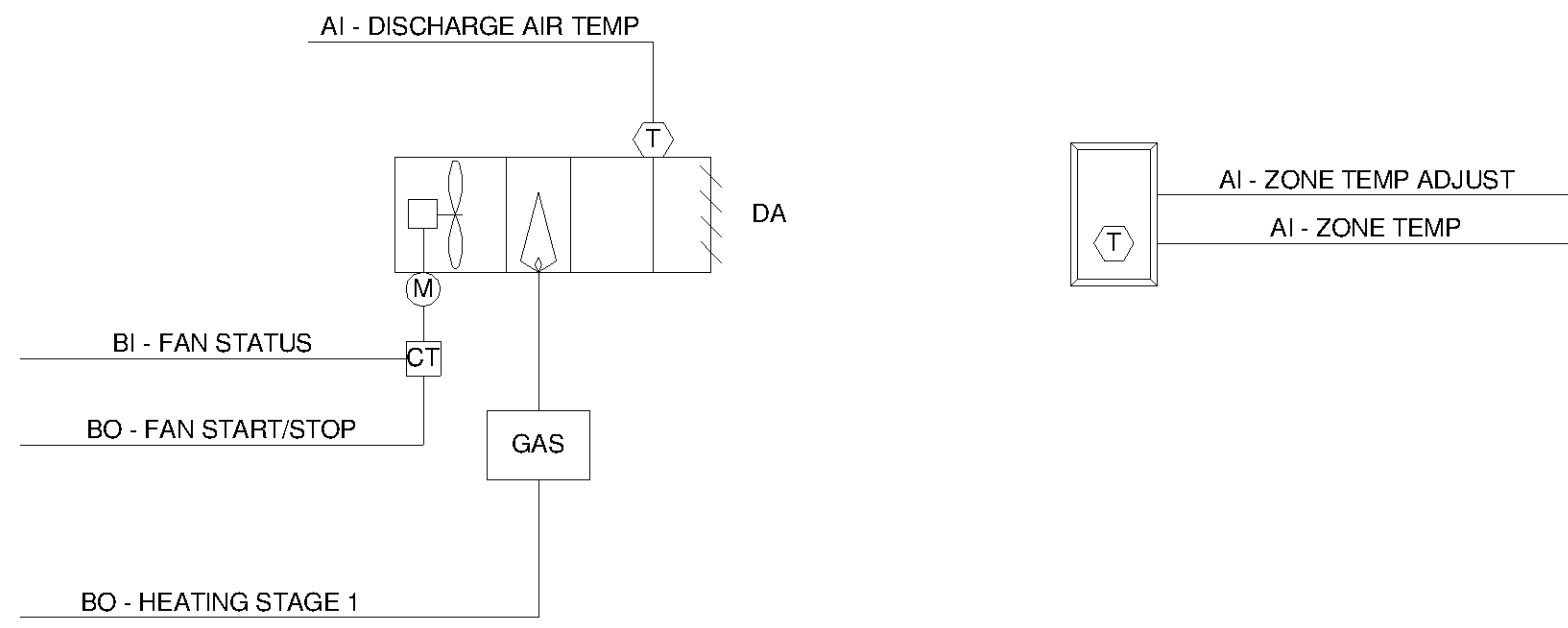 AI - DISCHARGE AIR TEMP
T
DA
AI - ZONE TEMP ADJUST
AI - ZONE TEMP
T
M
BI - FAN STATUS
CT
BO - FAN START/STOP
GAS
BO - HEATING STAGE 1